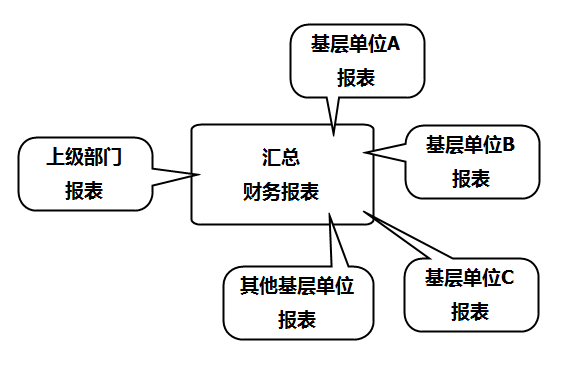 基层单位A
报表
上级部门
报表
汇总
财务报表
基层单位B
报表
其他基层单位
报表
基层单位C
报表